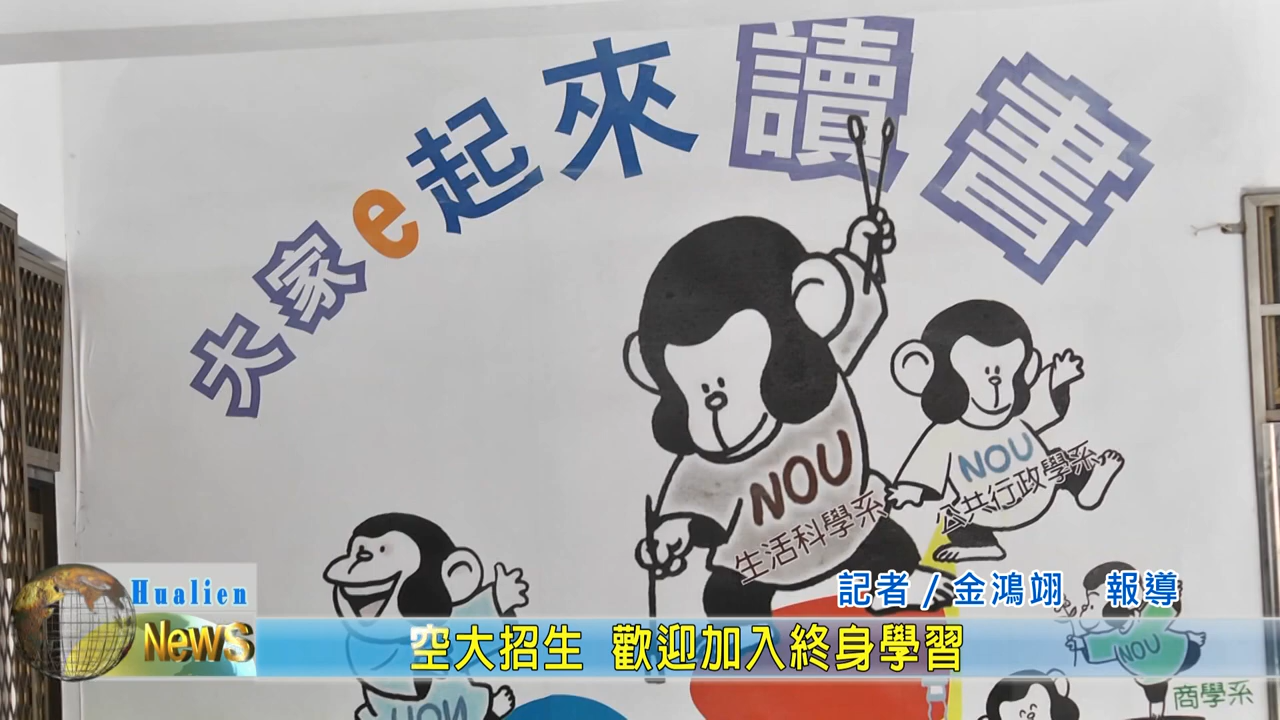 大家e起來讀書
NOU
生活科學系
NOU
公共行政學系
NOU
NOU
商學系
記者/金鴻翊 報導
Hualien
NewS
空大招生 歡迎加入終身學習